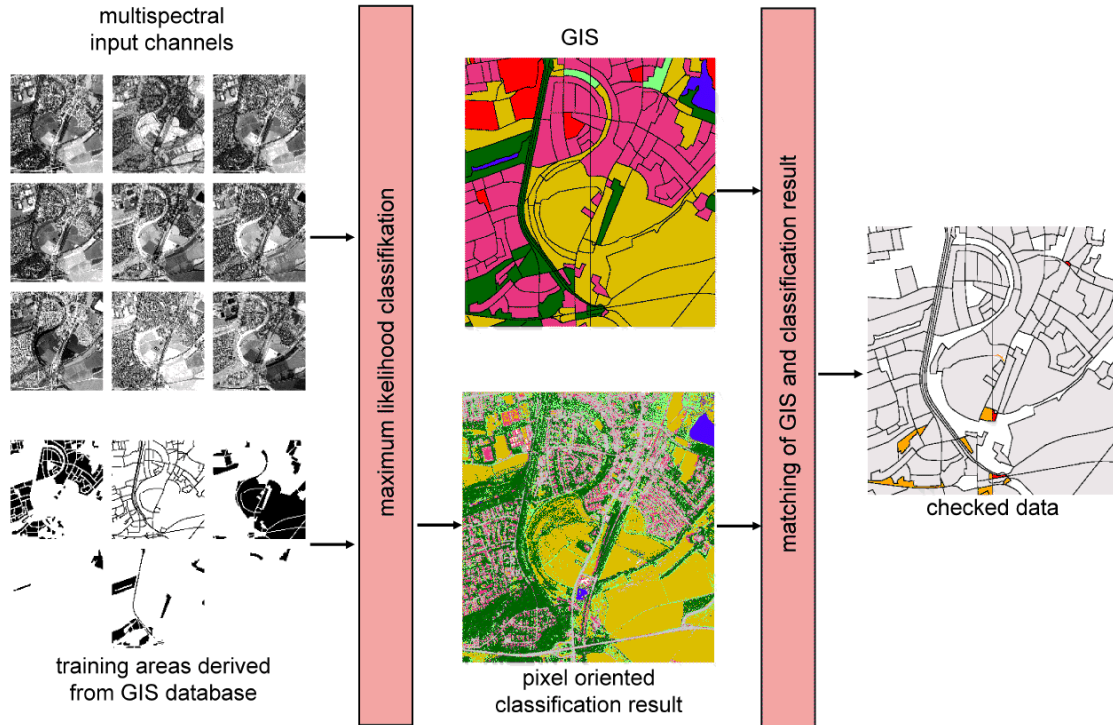 multispectral
input channels
training areas derived
from GIS database
maximum likelihood classifikation
GIS
pixel oriented
classification result
matching of GIS and classification result
checked data